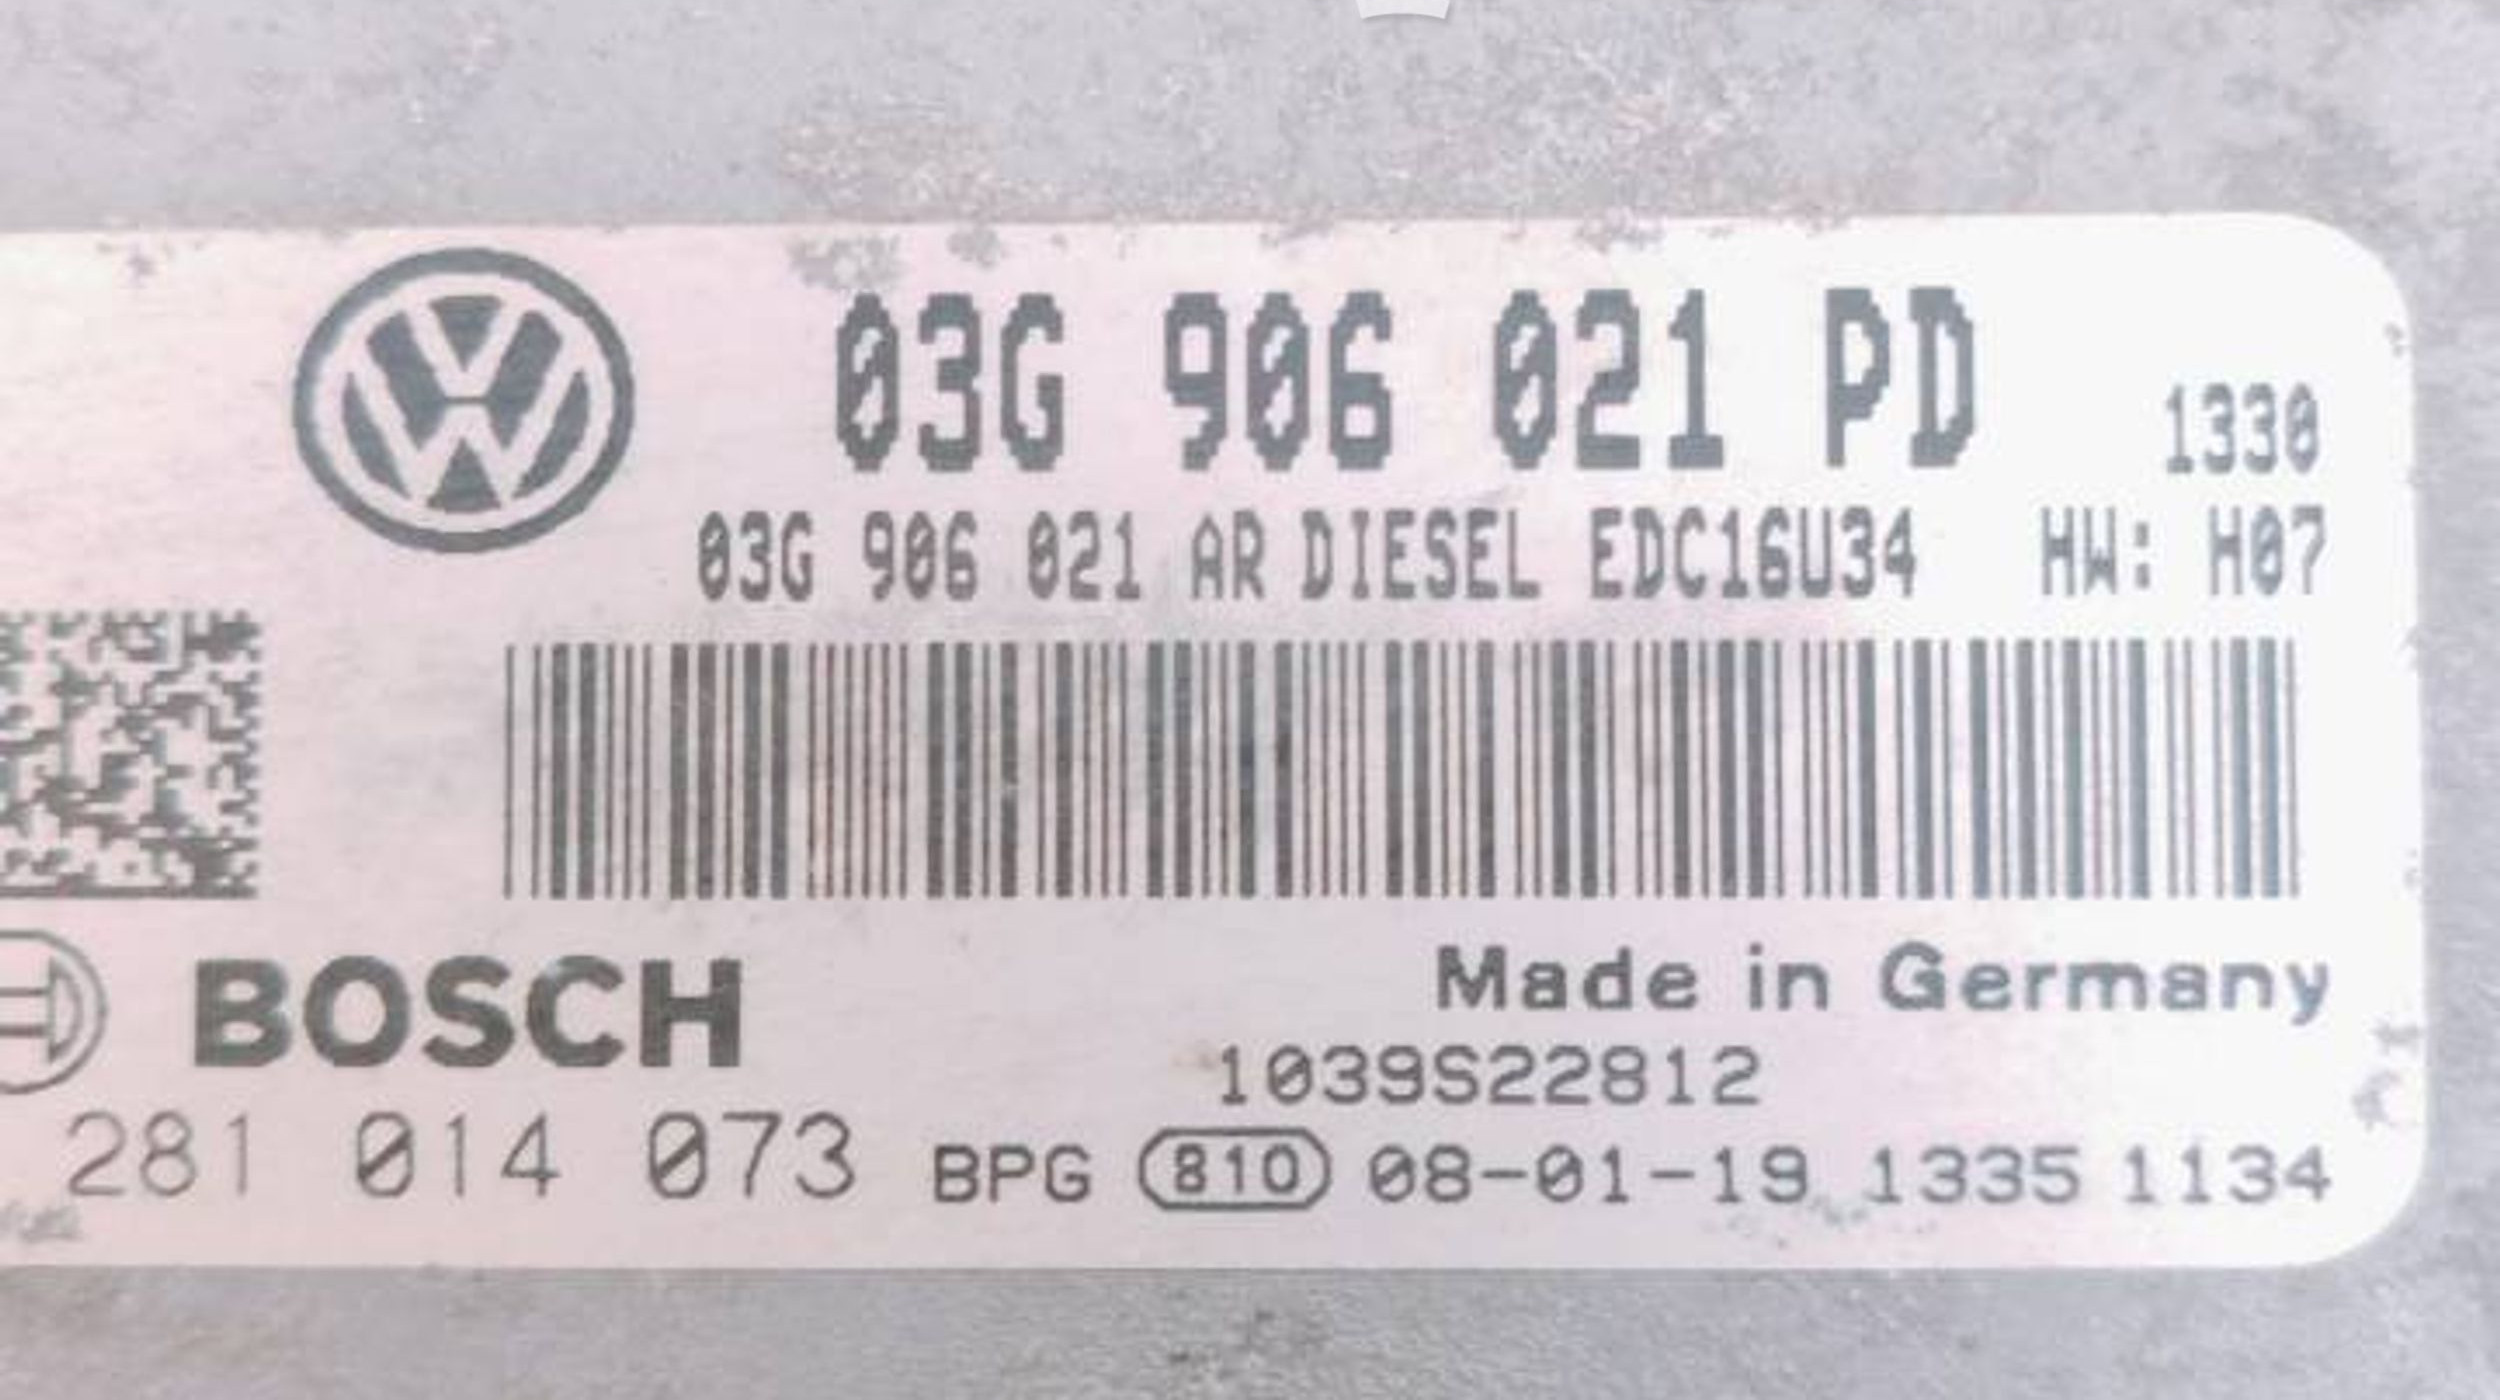 03G 906 021 PD 1330
03G 906 021 AR DIESEL EDC16U34 HW: H07
BOSCH
Made in Germany
1039S22812
281 014 073 BPG 810 08-01-19 1335 1134